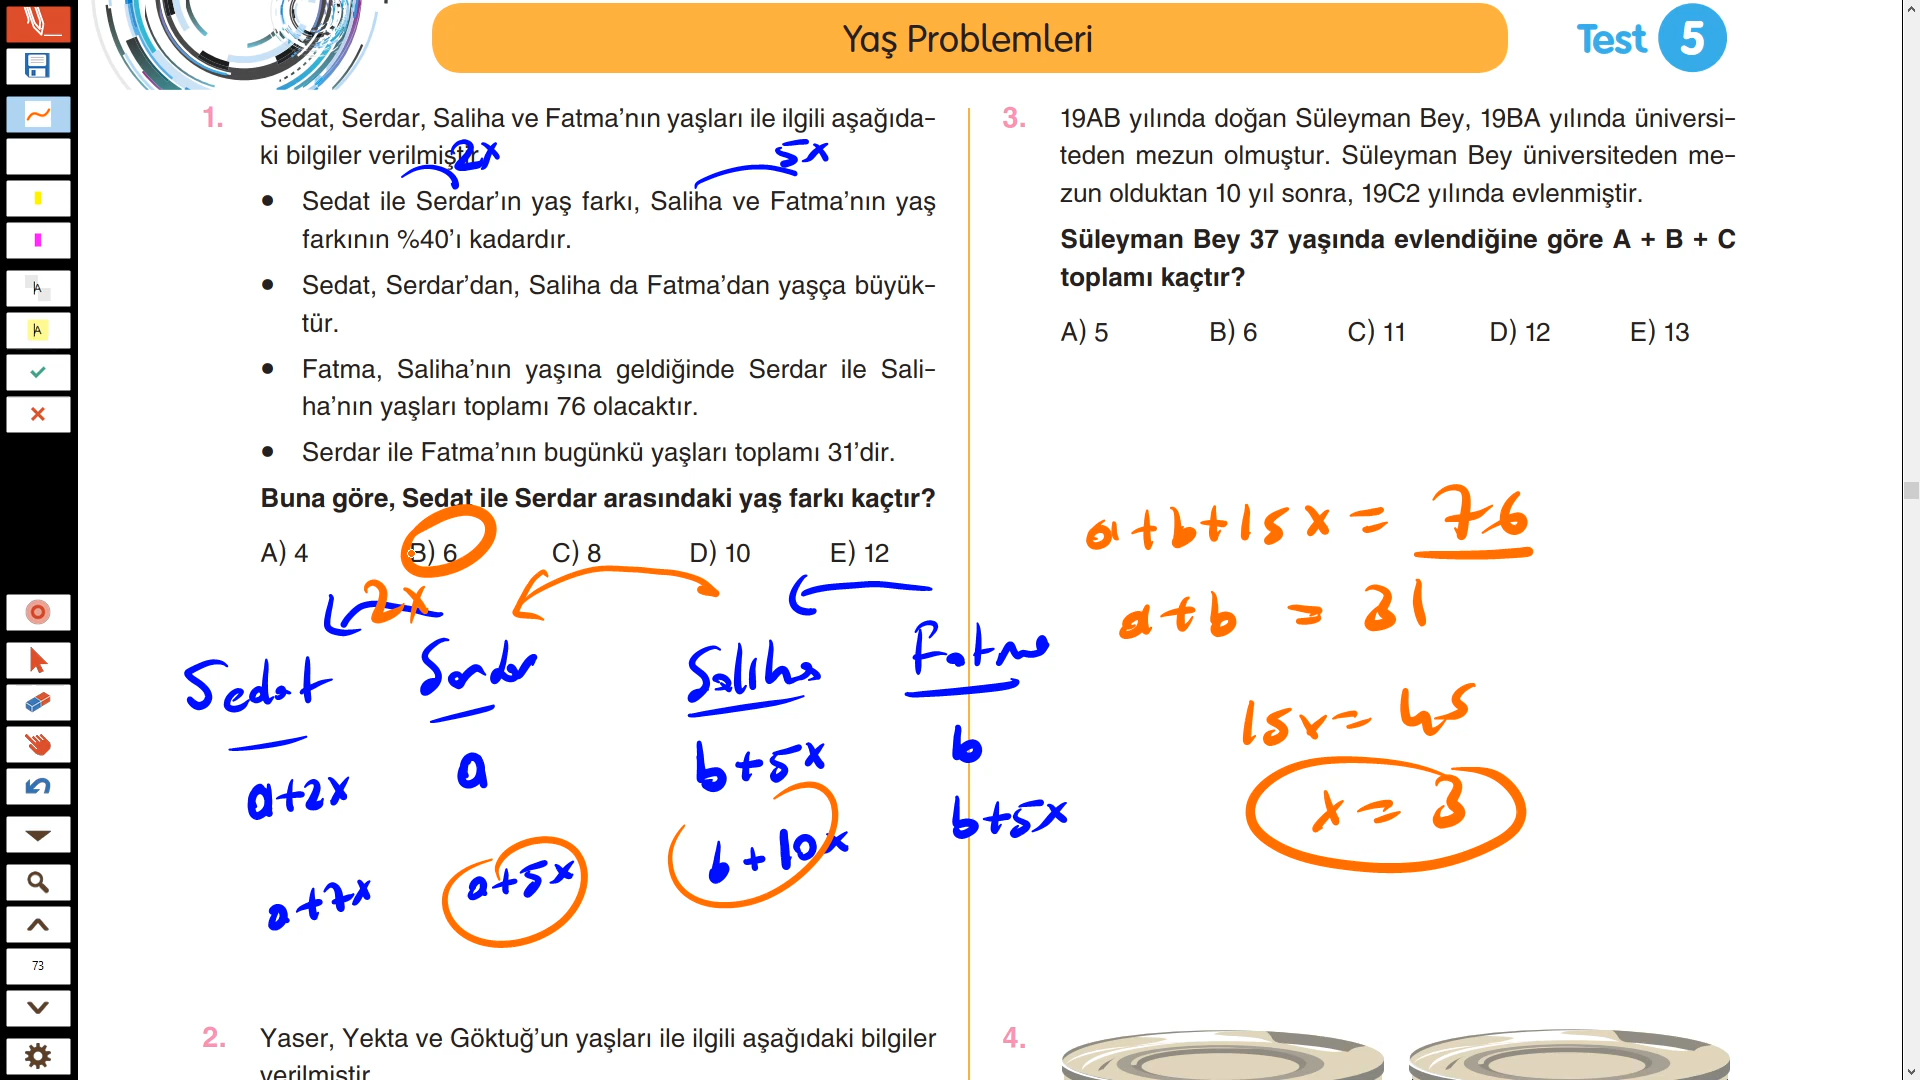 Yaş Problemleri
Test 5
1. Sedat, Serdar, Saliha ve Fatma’nın yaşları ile ilgili aşağıda-
ki bilgiler verilmiştir.
2x
5x
• Sedat ile Serdar’ın yaş farkı, Saliha ve Fatma’nın yaş
farkının %40’ı kadardır.
• Sedat, Serdar’dan, Saliha da Fatma’dan yaşça büyük-
tür.
• Fatma, Saliha’nın yaşına geldiğinde Serdar ile Sali-
ha’nın yaşları toplamı 76 olacaktır.
• Serdar ile Fatma’nın bugünkü yaşları toplamı 31’dir.
Buna göre, Sedat ile Serdar arasındaki yaş farkı kaçtır?
A) 4 B) 6 C) 8 D) 10 E) 12
2x
Sedat Serdar Saliha Fatma
a+2x a b+5x b
a+7x a+5x b+10x b+5x
2. Yaser, Yekta ve Göktuğ’un yaşları ile ilgili aşağıdaki bilgiler
verilmiştir
3. 19AB yılında doğan Süleyman Bey, 19BA yılında üniversi-
teden mezun olmuştur. Süleyman Bey üniversiteden me-
zun olduktan 10 yıl sonra, 19C2 yılında evlenmiştir.
Süleyman Bey 37 yaşında evlendiğine göre A + B + C
toplamı kaçtır?
A) 5 B) 6 C) 11 D) 12 E) 13
a+b+15x = 76
a+b = 31
15x = 45
x = 3
4.
A
A
73